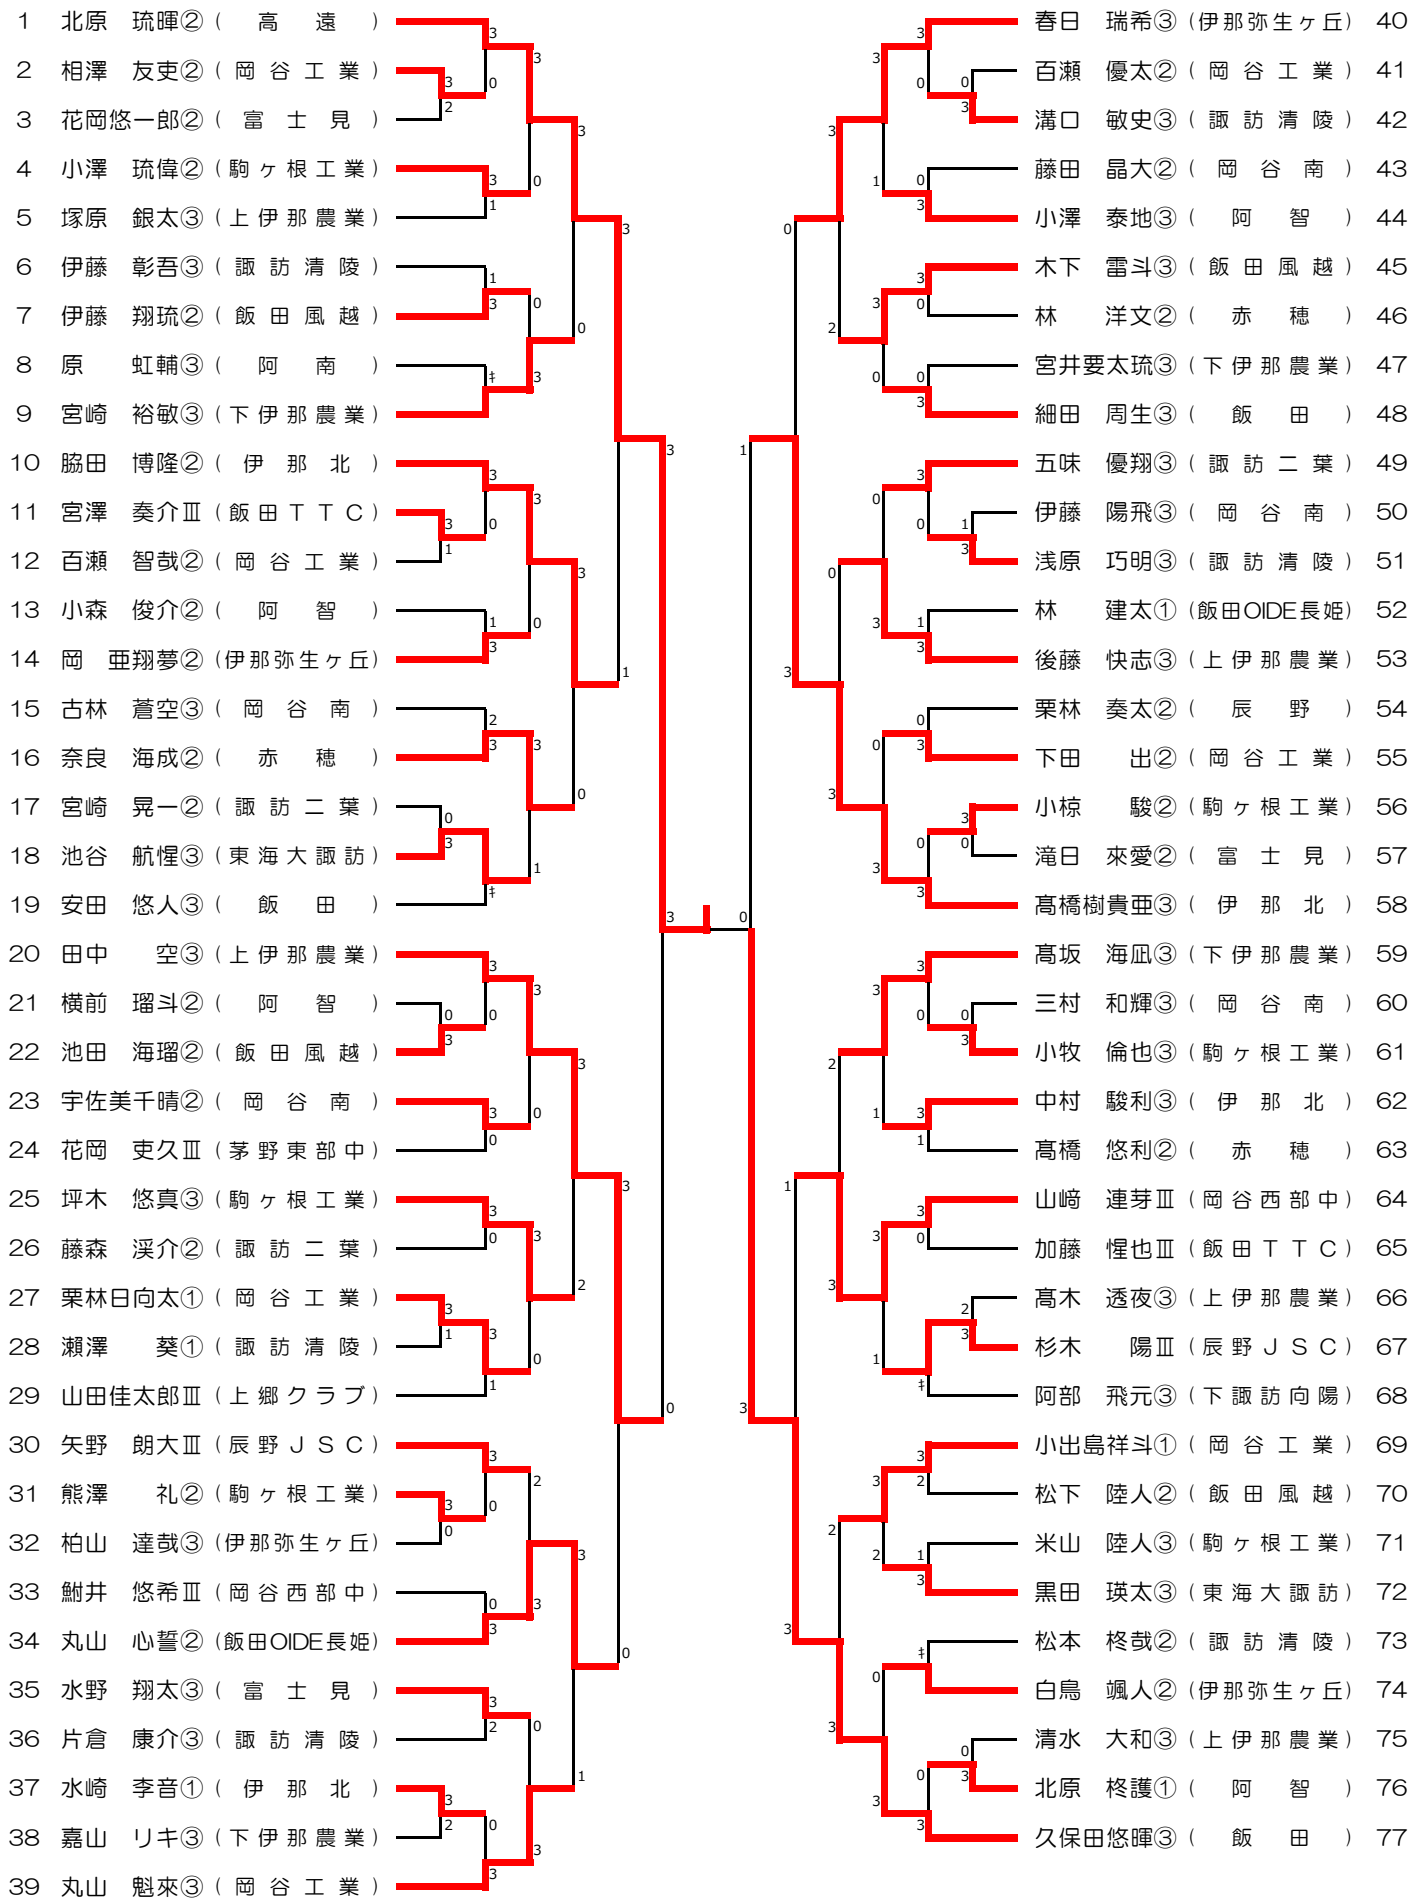 1 北原 琉暉② ( 高遠 )
2 相澤 友吏② ( 岡谷工業 )
3 花岡悠一郎② ( 富士見 )
4 小澤 琉偉② ( 駒ヶ根工業 )
5 塚原 銀太③ ( 上伊那農業 )
6 伊藤 彰吾③ ( 諏訪清陵 )
7 伊藤 翔琉② ( 飯田風越 )
8 原 虹輔③ ( 阿南 )
9 宮崎 裕敏③ ( 下伊那農業 )
10 脇田 博隆② ( 伊那北 )
11 宮澤 奏介Ⅲ ( 飯田TTC )
12 百瀬 智哉② ( 岡谷工業 )
13 小森 俊介② ( 阿智 )
14 岡 亜翔夢② (伊那弥生ヶ丘)
15 古林 蒼空③ ( 岡谷南 )
16 奈良 海成② ( 赤穂 )
17 宮崎 晃一② ( 諏訪二葉 )
18 池谷 航惺③ ( 東海大諏訪 )
19 安田 悠人③ ( 飯田 )
20 田中 空③ ( 上伊那農業 )
21 横前 瑠斗② ( 阿智 )
22 池田 海瑠② ( 飯田風越 )
23 宇佐美千晴② ( 岡谷南 )
24 花岡 吏久Ⅲ ( 茅野東部中 )
25 坪木 悠真③ ( 駒ヶ根工業 )
26 藤森 渓介② ( 諏訪二葉 )
27 栗林日向太① ( 岡谷工業 )
28 瀬澤 葵① ( 諏訪清陵 )
29 山田佳太郎Ⅲ ( 上郷クラブ )
30 矢野 朗大Ⅲ ( 辰野JSC )
31 熊澤 礼② ( 駒ヶ根工業 )
32 柏山 達哉③ (伊那弥生ヶ丘)
33 鮒井 悠希Ⅲ ( 岡谷西部中 )
34 丸山 心誓② (飯田OIDE長姫)
35 水野 翔太③ ( 富士見 )
36 片倉 康介③ ( 諏訪清陵 )
37 水崎 李音① ( 伊那北 )
38 嘉山 リキ③ ( 下伊那農業 )
39 丸山 魁來③ ( 岡谷工業 )
春日 瑞希③ (伊那弥生ヶ丘) 40
百瀬 優太② ( 岡谷工業 ) 41
溝口 敏史③ ( 諏訪清陵 ) 42
藤田 晶大② ( 岡谷南 ) 43
小澤 泰地③ ( 阿智 ) 44
木下 雷斗③ ( 飯田風越 ) 45
林 洋文② ( 赤穂 ) 46
宮井要太琉③ ( 下伊那農業 ) 47
細田 周生③ ( 飯田 ) 48
五味 優翔③ ( 諏訪二葉 ) 49
伊藤 陽飛③ ( 岡谷南 ) 50
浅原 巧明③ ( 諏訪清陵 ) 51
林 建太① (飯田OIDE長姫) 52
後藤 快志③ ( 上伊那農業 ) 53
栗林 奏太② ( 辰野 ) 54
下田 出② ( 岡谷工業 ) 55
小椋 駿② ( 駒ヶ根工業 ) 56
滝日 來愛② ( 富士見 ) 57
髙橋樹貴亜③ ( 伊那北 ) 58
髙坂 海凪③ ( 下伊那農業 ) 59
三村 和輝③ ( 岡谷南 ) 60
小牧 倫也③ ( 駒ヶ根工業 ) 61
中村 駿利③ ( 伊那北 ) 62
髙橋 悠利② ( 赤穂 ) 63
山﨑 連芽Ⅲ ( 岡谷西部中 ) 64
加藤 惺也Ⅲ ( 飯田TTC ) 65
髙木 透夜③ ( 上伊那農業 ) 66
杉木 陽Ⅲ ( 辰野JSC ) 67
阿部 飛元③ ( 下諏訪向陽 ) 68
小出島祥斗① ( 岡谷工業 ) 69
松下 陸人② ( 飯田風越 ) 70
米山 陸人③ ( 駒ヶ根工業 ) 71
黒田 瑛太③ ( 東海大諏訪 ) 72
松本 柊哉② ( 諏訪清陵 ) 73
白鳥 颯人② (伊那弥生ヶ丘) 74
清水 大和③ ( 上伊那農業 ) 75
北原 柊護① ( 阿智 ) 76
久保田悠暉③ ( 飯田 ) 77